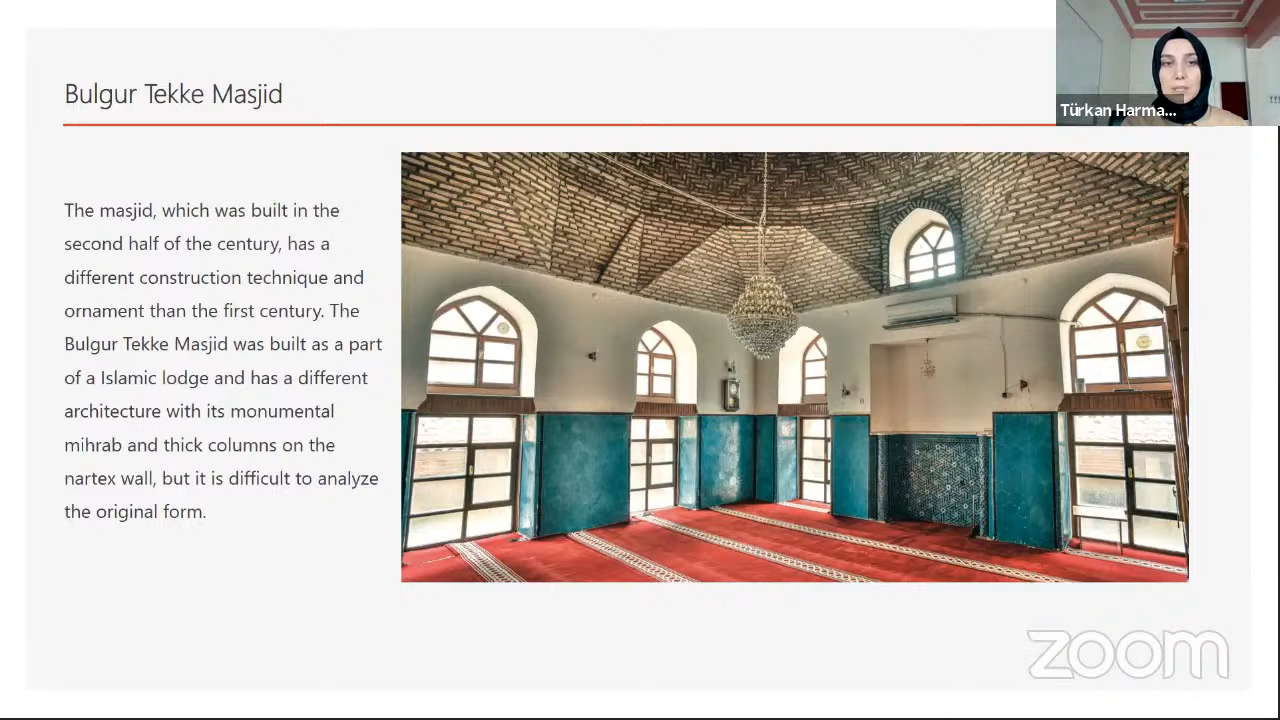 Bulgur Tekke Masjid
Türkan Harma...
The masjid, which was built in the
second half of the century, has a
different construction technique and
ornament than the first century. The
Bulgur Tekke Masjid was built as a part
of a Islamic lodge and has a different
architecture with its monumental
mihrab and thick columns on the
nartex wall, but it is difficult to analyze
the original form.
zoom